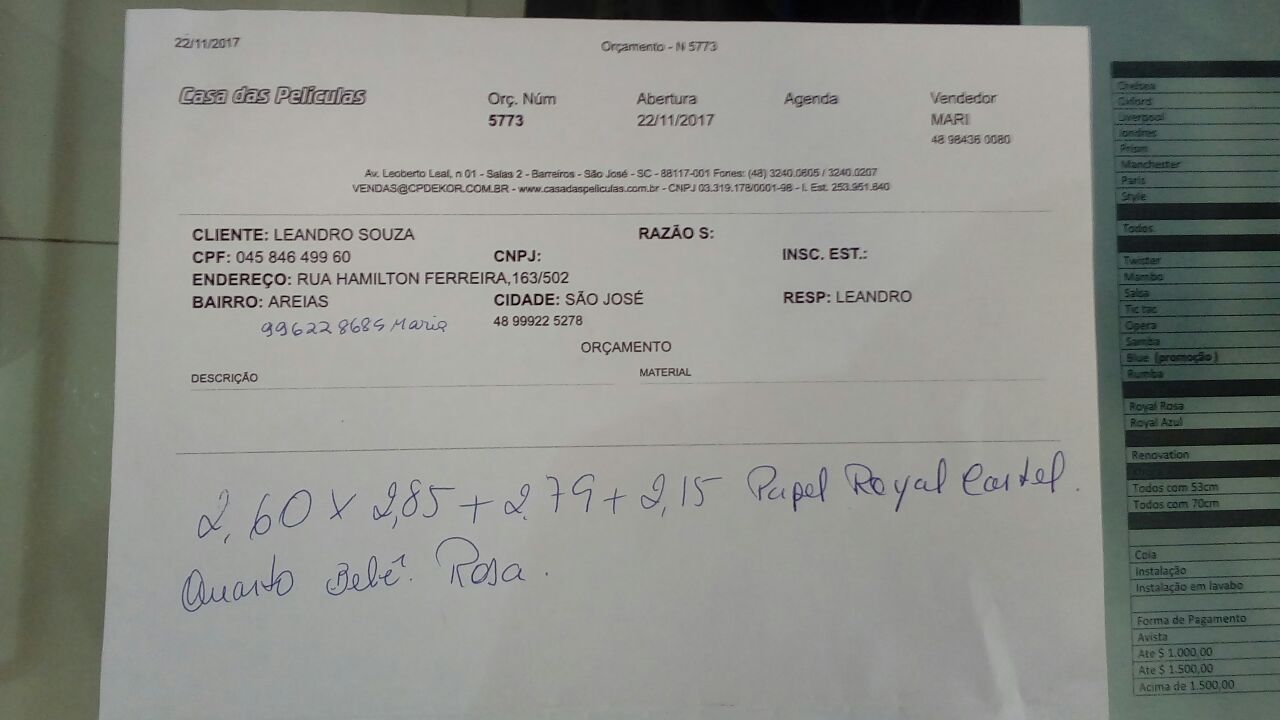 22/11/2017
Orçamento - N 5773
Casa das Películas
Orç. Núm Abertura Agenda Vendedor
5773 22/11/2017 MARI
48 98436 0080
Av. Leoberto Leal, n 01 - Salas 2 - Barreiros - São José - SC - 88117-001 Fones: (48) 3240.0605 / 3240.0207
VENDAS@CPDEKOR.COM.BR - www.casadaspeliculas.com.br - CNPJ 03.319.178/0001-98 - I. Est. 253.951.640
CLIENTE: LEANDRO SOUZA RAZÃO S:
CPF: 045 846 499 60 CNPJ: INSC. EST.:
ENDEREÇO: RUA HAMILTON FERREIRA,163/502
BAIRRO: AREIAS CIDADE: SÃO JOSÉ RESP: LEANDRO
996228685 Maria 48 99922 5278
ORÇAMENTO
DESCRIÇÃO MATERIAL
2,60 x 2,85 + 2,79 + 2,15 Papel Royal Castel.
Quarto Bebê. Rosa.
Chelsea
Oxford
Liverpool
londres
Prism
Manchester
Paris
Style
Todos
Twister
Mambo
Salsa
Tic tac
Opera
Samba
Blue (promoção)
Rumba
Royal Rosa
Royal Azul
Renovation
Todos com 53cm
Todos com 70cm
Cola
Instalação
Instalação em lavabo
Forma de Pagamento
Avista
Ate $ 1.000,00
Ate $ 1.500,00
Acima de 1.500,00